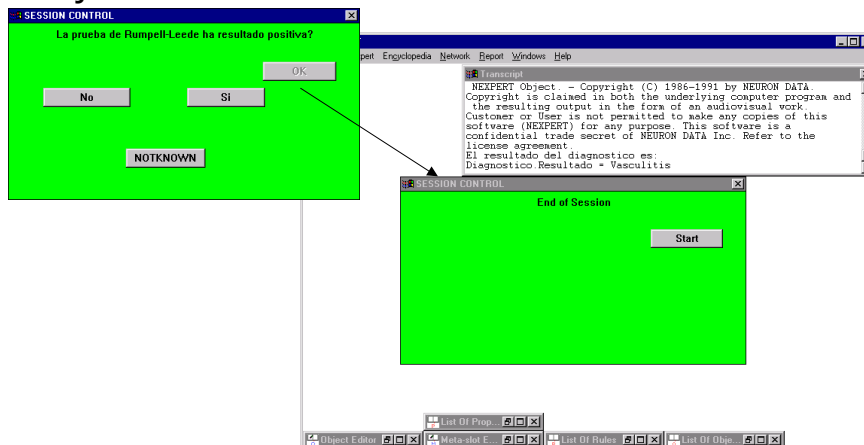 SESSION CONTROL
La prueba de Rumpell-Leede ha resultado positiva?
OK
No
Si
NOTKNOWN
pert Encyclopedia Network Report Windows Help
Transcript
NEXPERT Object. - Copyright (C) 1986-1991 by NEURON DATA.
Copyright is claimed in both the underlying computer program and
the resulting output in the form of an audiovisual work.
Customer or User is not permitted to make any copies of this
software (NEXPERT) for any purpose. This software is a
confidential trade secret of NEURON DATA Inc. Refer to the
license agreement.
El resultado del diagnostico es:
Diagnostico.Resultado = Vasculitis
SESSION CONTROL
End of Session
Start
List Of Prop...
Object Editor
Meta-slot E...
List Of Rules
List Of Obje...